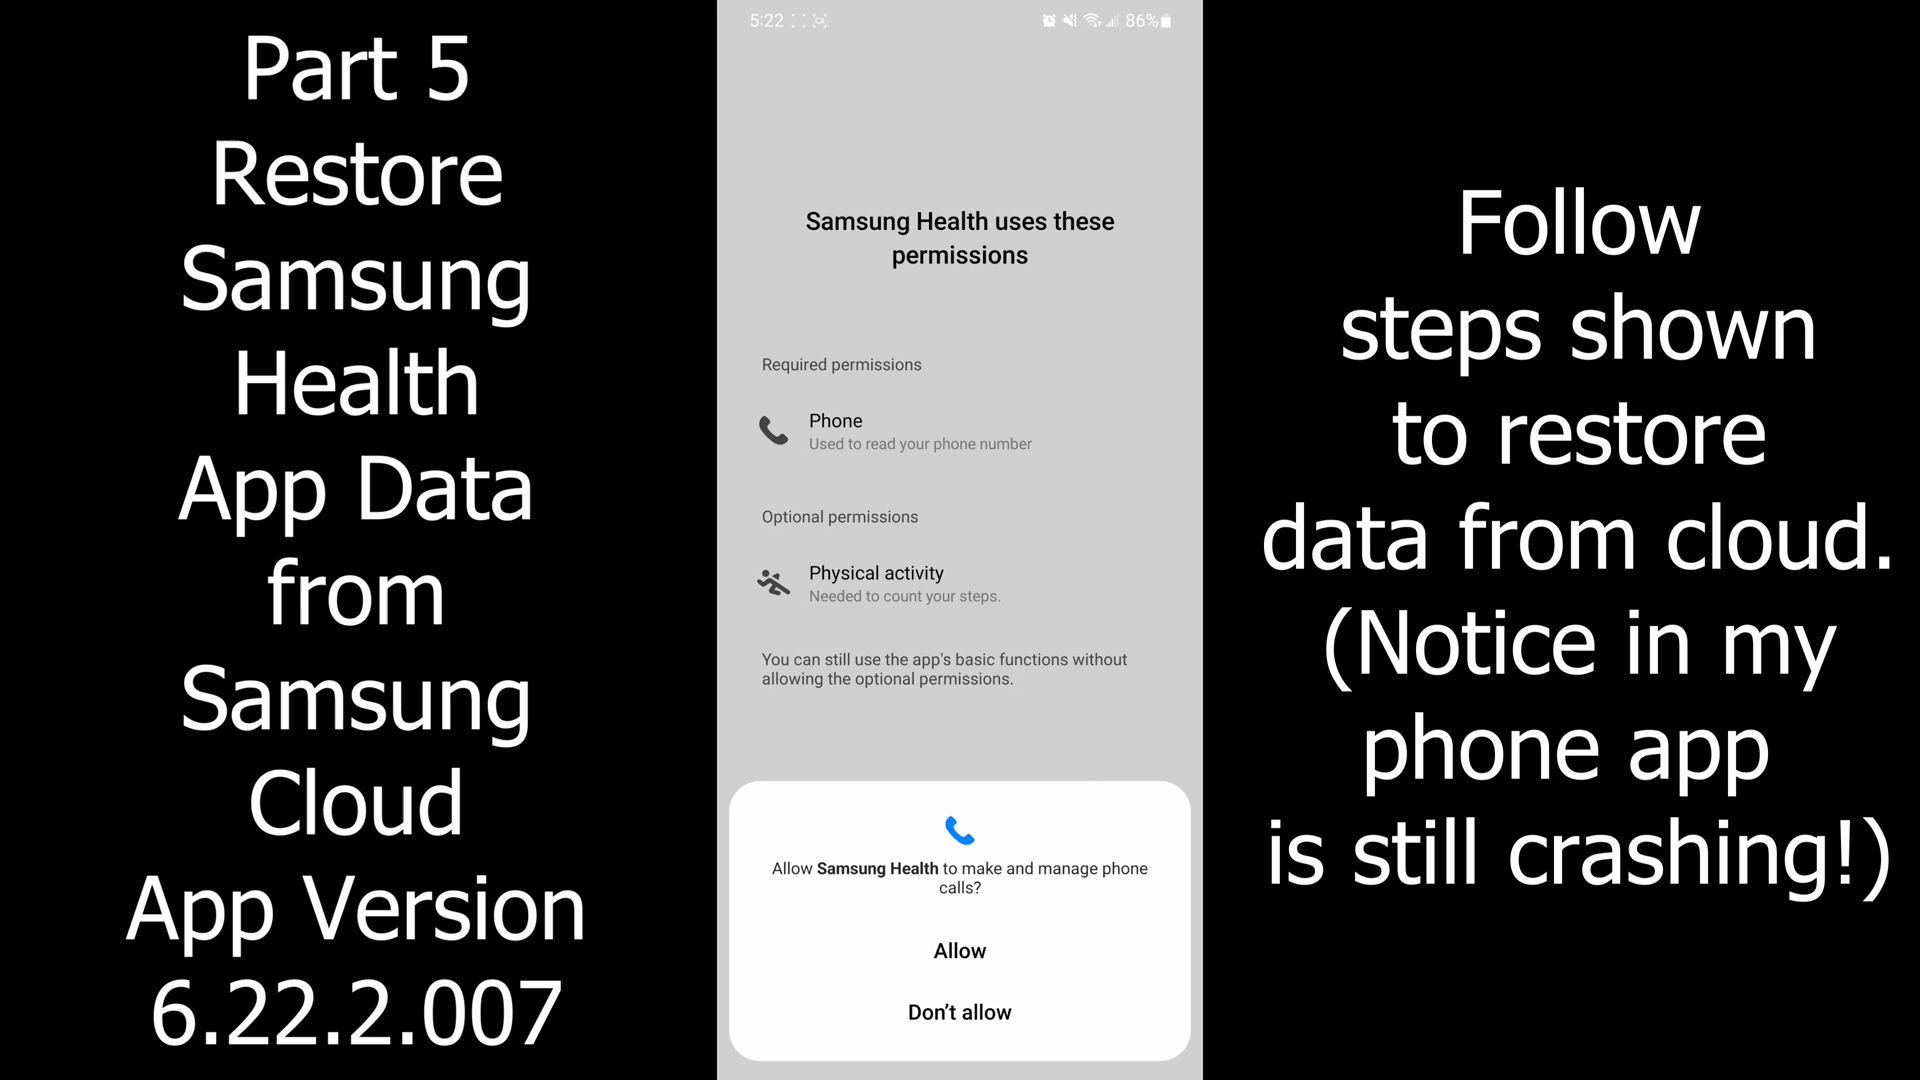 Part 5
Restore
Samsung
Health
App Data
from
Samsung
Cloud
App Version
6.22.2.007
5:22
86%
Samsung Health uses these
permissions
Required permissions
Phone
Used to read your phone number
Optional permissions
Physical activity
Needed to count your steps.
You can still use the app's basic functions without
allowing the optional permissions.
Allow Samsung Health to make and manage phone
calls?
Allow
Don't allow
Follow
steps shown
to restore
data from cloud.
(Notice in my
phone app
is still crashing!)